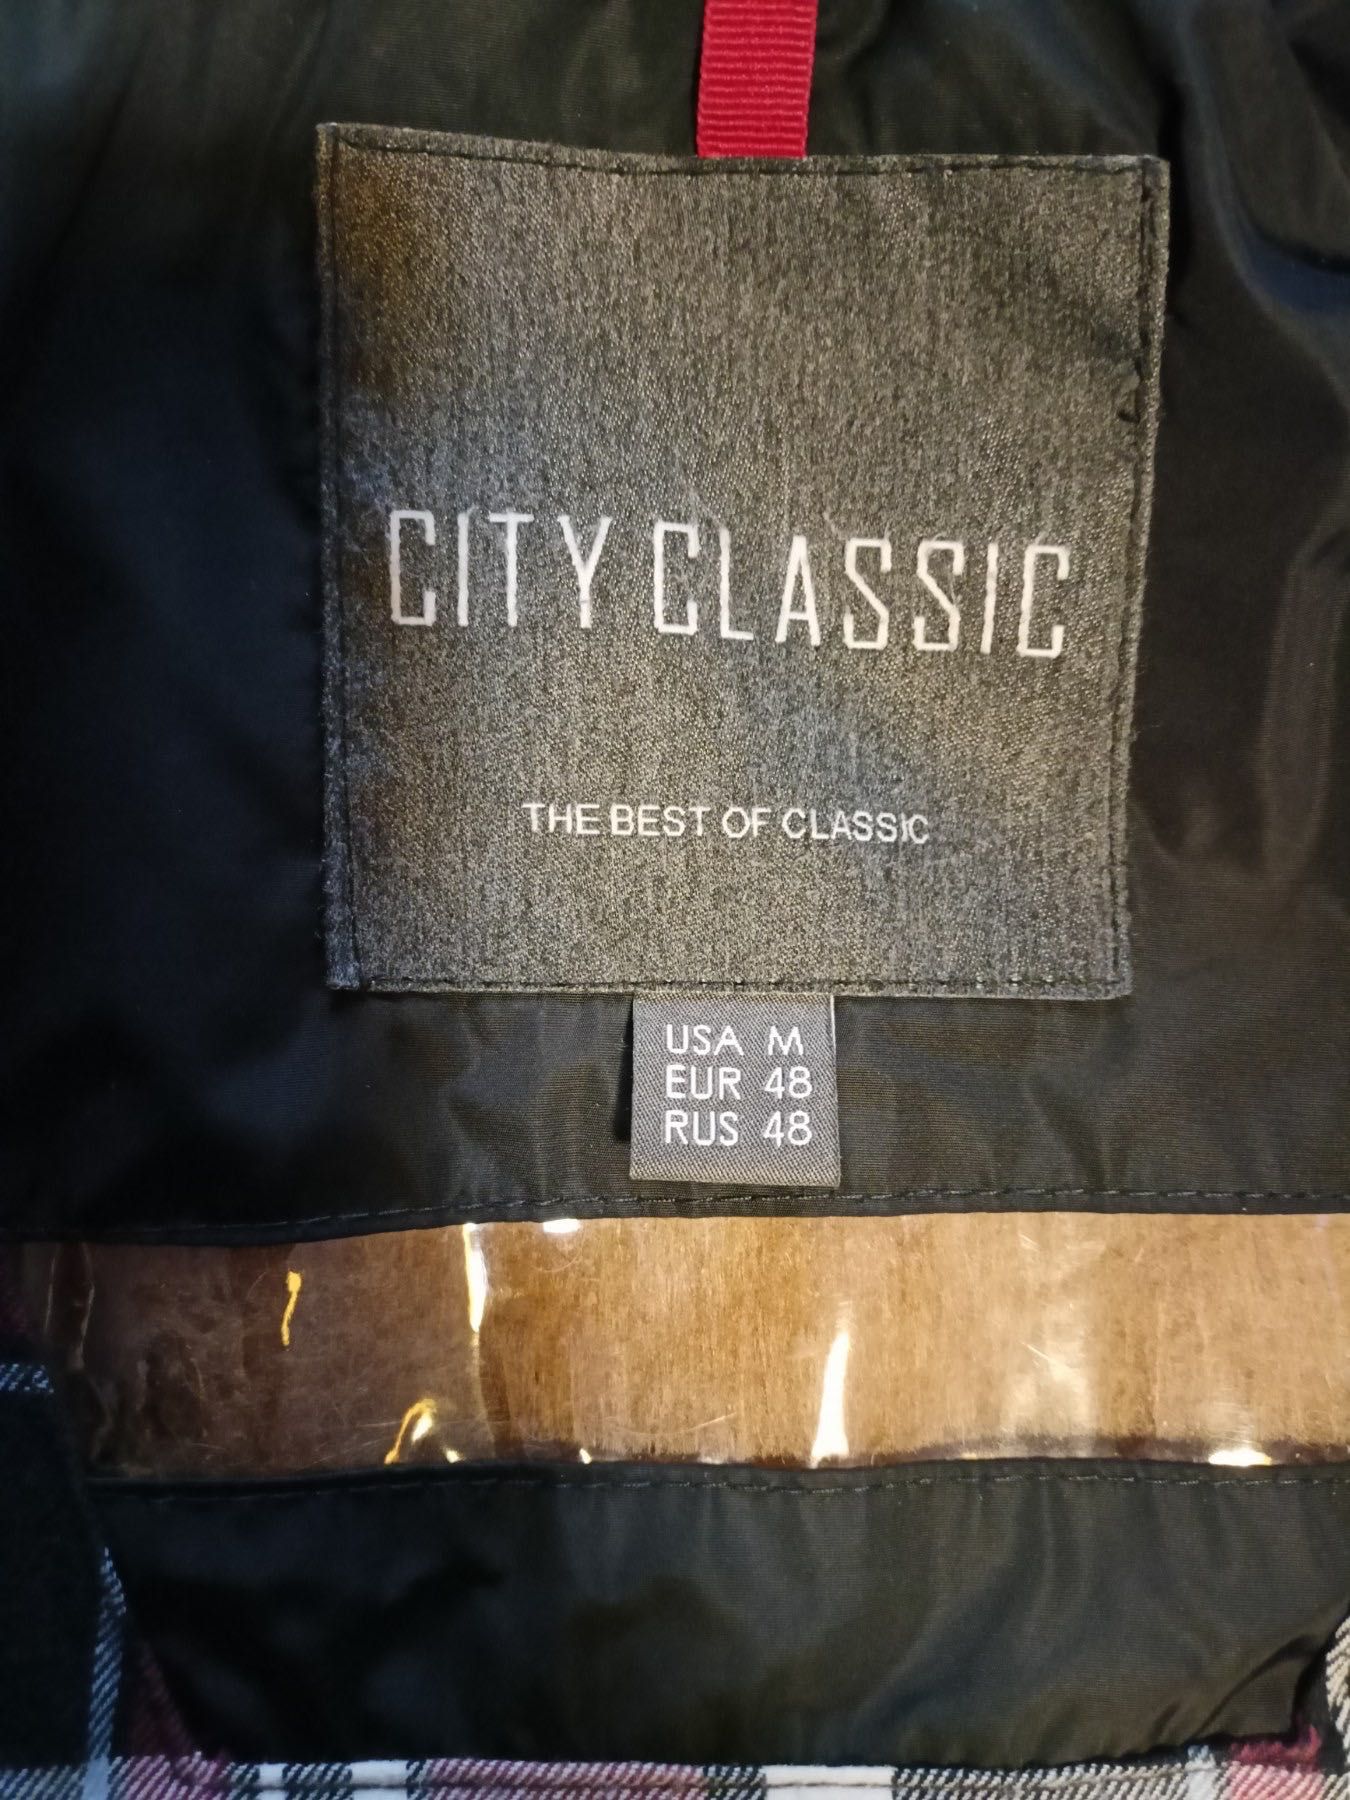 CITY CLASSIC
THE BEST OF CLASSIC
USA M
EUR 48
RUS 48